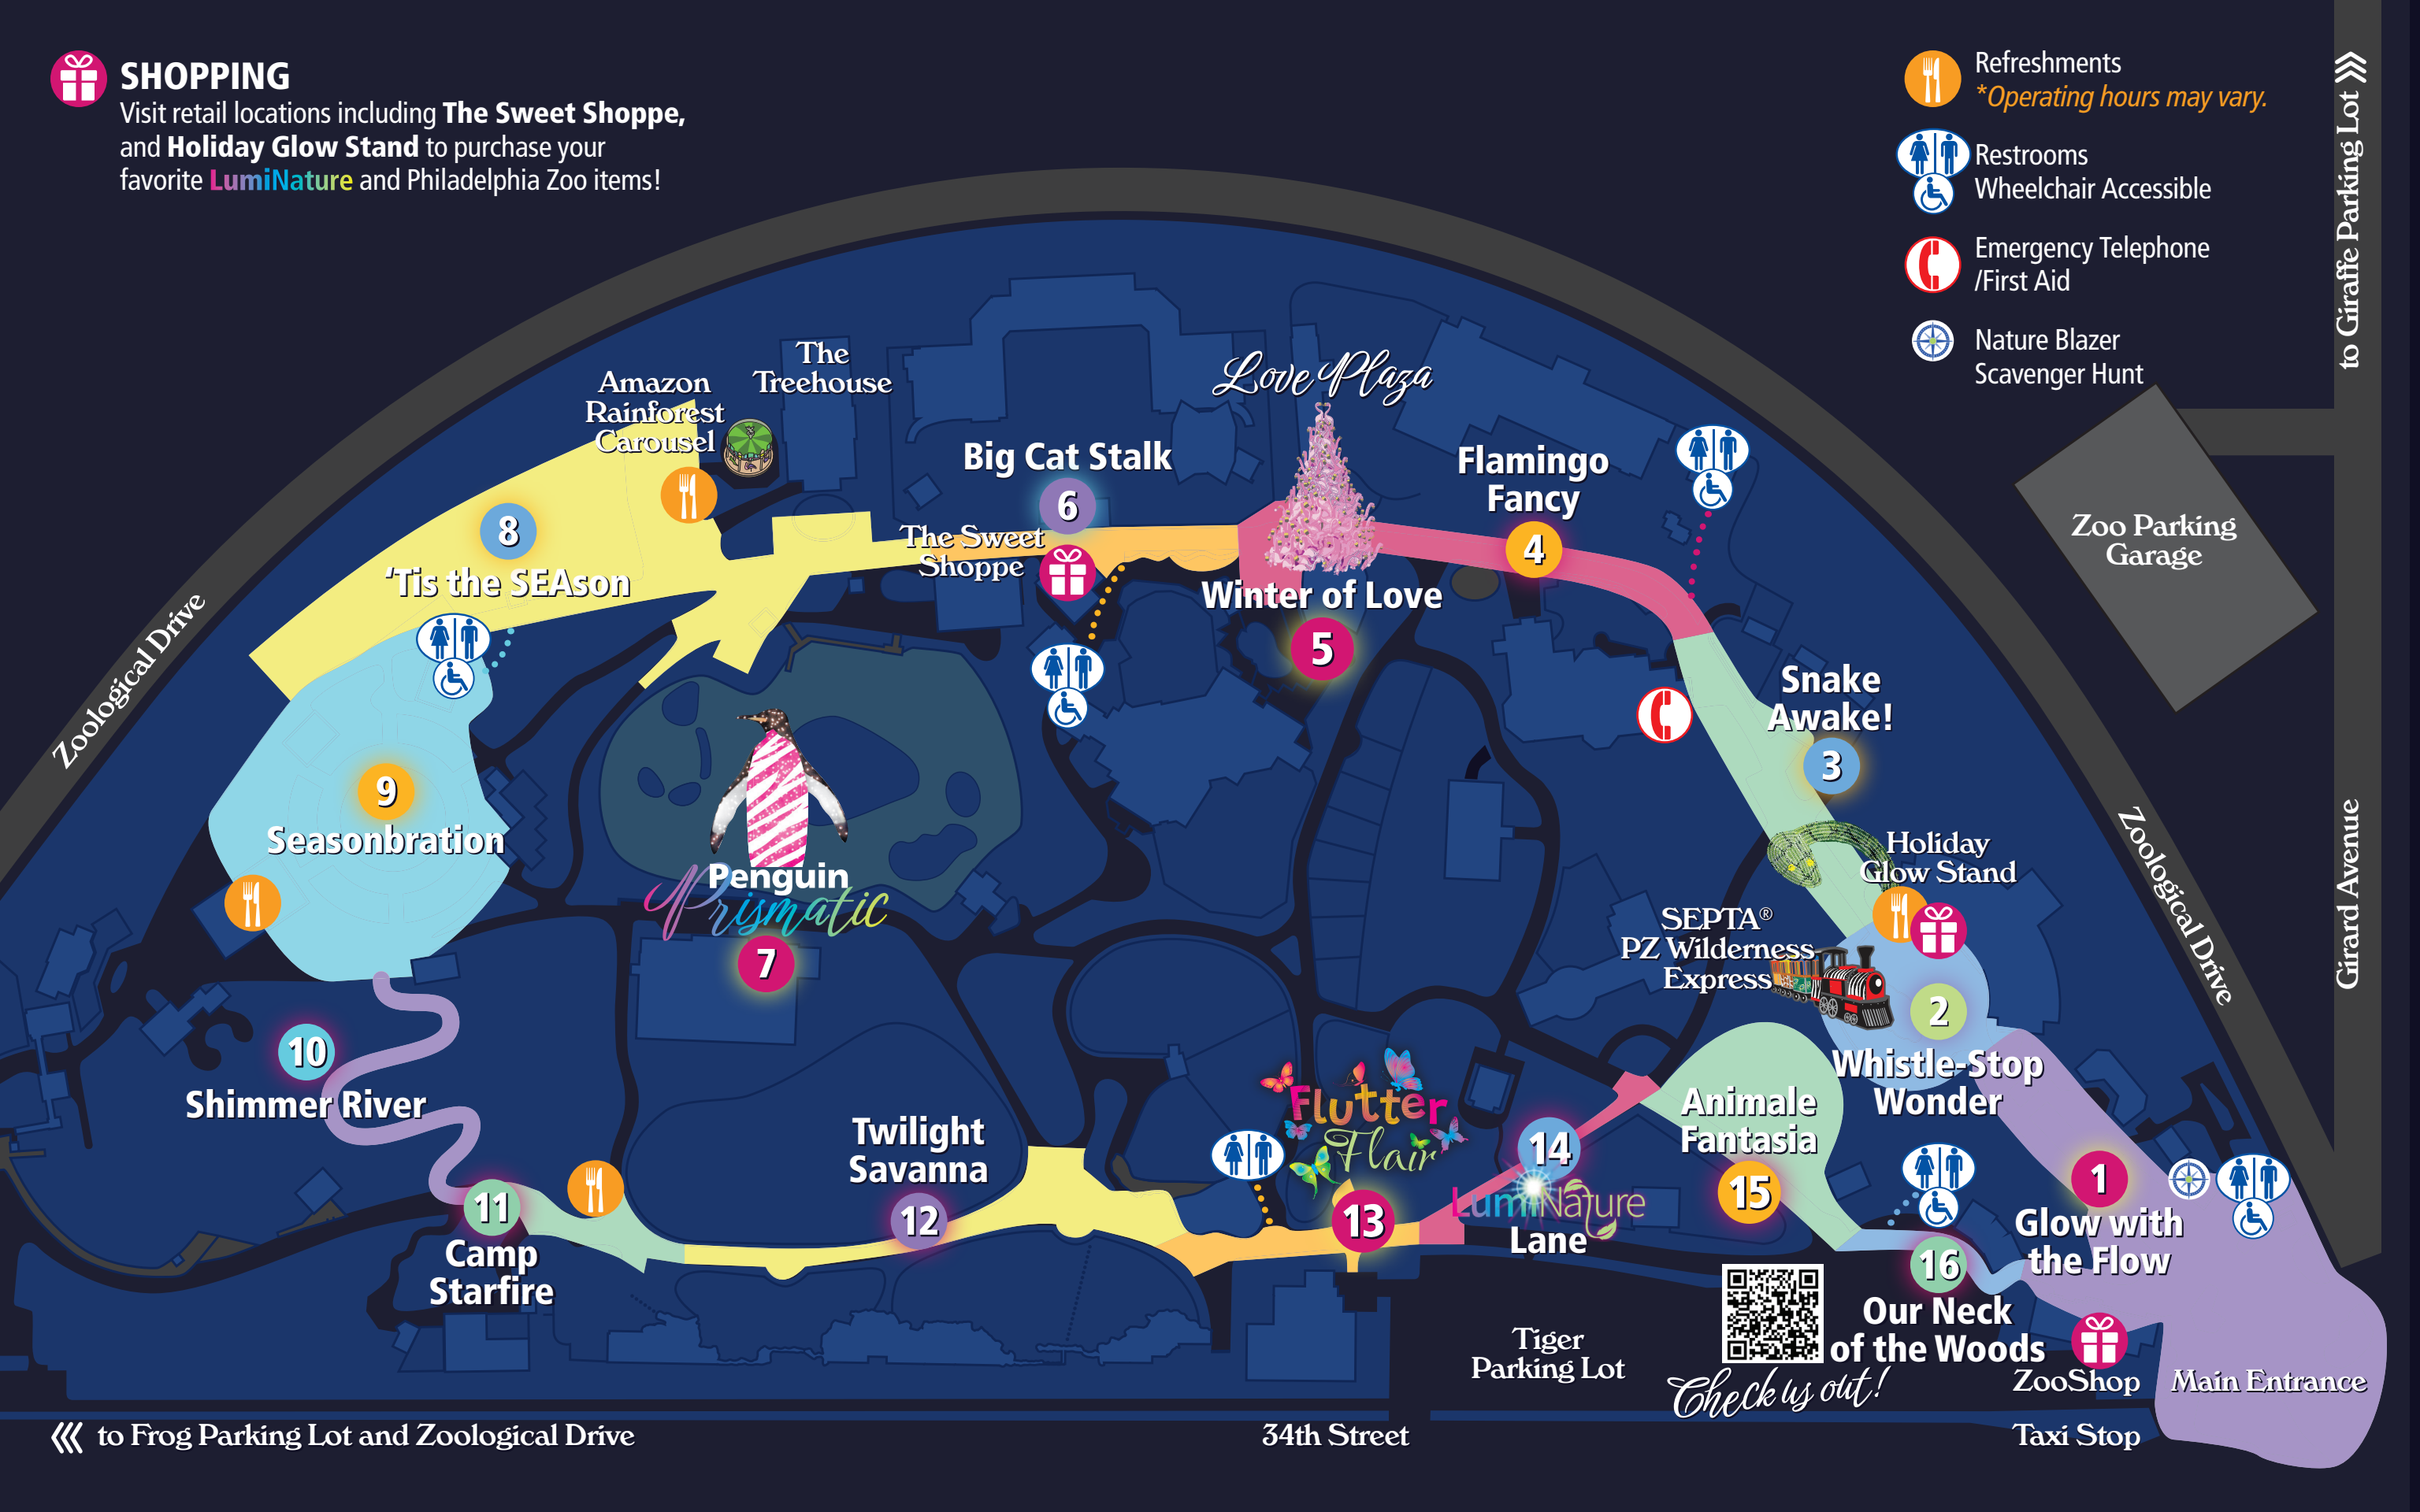 SHOPPING
Visit retail locations including The Sweet Shoppe,
and Holiday Glow Stand to purchase your
favorite LumiNature and Philadelphia Zoo items!
Refreshments
*Operating hours may vary.
Restrooms
Wheelchair Accessible
Emergency Telephone
/First Aid
Nature Blazer
Scavenger Hunt
to Giraffe Parking Lot
The
Treehouse
Amazon
Rainforest
Carousel
Love Plaza
Big Cat Stalk
6
The Sweet
Shoppe
Flamingo
Fancy
4
Winter of Love
5
8
'Tis the SEAson
Zoo Parking
Garage
Zoological Drive
Snake
Awake!
3
9
Seasonbration
Penguin
Prismatic
7
Holiday
Glow Stand
SEPTA®
PZ Wilderness
Express
2
Whistle-Stop
Wonder
Zoological Drive
Girard Avenue
10
Shimmer River
Flutter
Flair
Animale
Fantasia
15
Twilight
Savanna
12
14
LumiNature
Lane
13
1
Glow with
the Flow
11
Camp
Starfire
16
Our Neck
of the Woods
Tiger
Parking Lot
Check us out!
ZooShop
Main Entrance
to Frog Parking Lot and Zoological Drive
34th Street
Taxi Stop